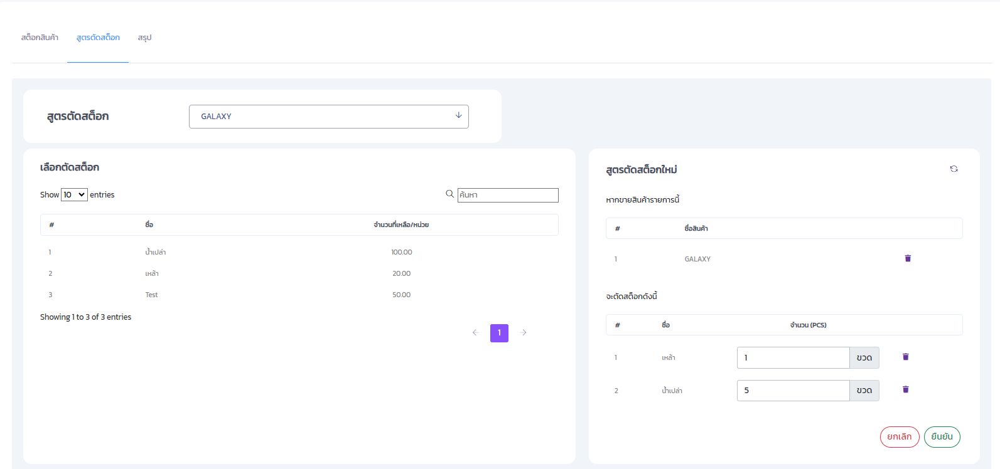 สต็อกสินค้า สูตรตัดสต็อก สรุป
สูตรตัดสต็อก GALAXY
เลือกตัดสต็อก
Show 10 entries ค้นหา
# ชื่อ จำนวนที่เหลือ/หน่วย
1 น้ำเปล่า 100.00
2 เหล้า 20.00
3 Test 50.00
Showing 1 to 3 of 3 entries
1
สูตรตัดสต็อกใหม่
หากขายสินค้ารายการนี้
# ชื่อสินค้า
1 GALAXY
จะตัดสต็อกดังนี้
# ชื่อ จำนวน (PCS)
1 เหล้า 1 ขวด
2 น้ำเปล่า 5 ขวด
ยกเลิก ยืนยัน